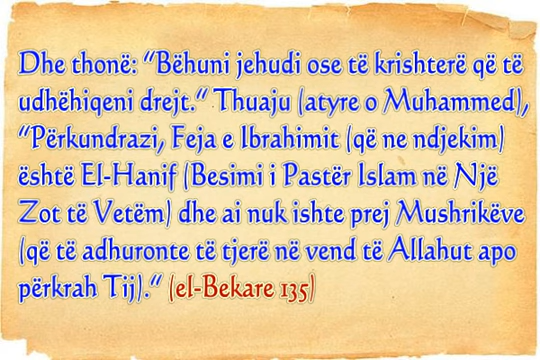 Dhe thonë: “Bëhuni jehudi ose të krishterë që të
udhëhiqeni drejt.“ Thuaju (atyre o Muhammed),
“Përkundrazi, Feja e Ibrahimit (që ne ndjekim)
është El-Hanif (Besimi i Pastër Islam në Një
Zot të Vetëm) dhe ai nuk ishte prej Mushrikëve
(që të adhuronte të tjerë në vend të Allahut apo
përkrah Tij).“ (el-Bekare 135)